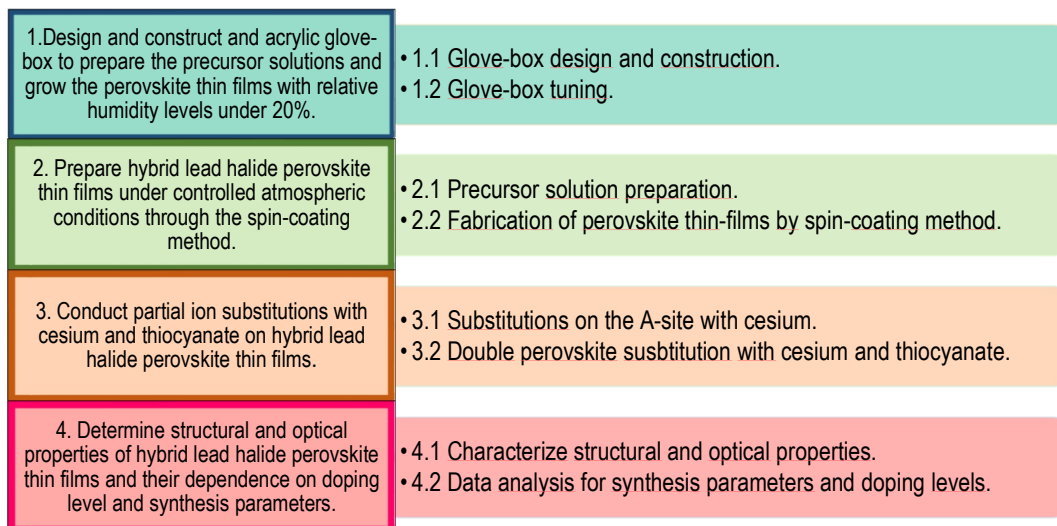 1.Design and construct and acrylic glove-
box to prepare the precursor solutions and
grow the perovskite thin films with relative
humidity levels under 20%.
• 1.1 Glove-box design and construction.
• 1.2 Glove-box tuning.
2. Prepare hybrid lead halide perovskite
thin films under controlled atmospheric
conditions through the spin-coating
method.
• 2.1 Precursor solution preparation.
• 2.2 Fabrication of perovskite thin-films by spin-coating method.
3. Conduct partial ion substitutions with
cesium and thiocyanate on hybrid lead
halide perovskite thin films.
• 3.1 Substitutions on the A-site with cesium.
• 3.2 Double perovskite susbtitution with cesium and thiocyanate.
4. Determine structural and optical
properties of hybrid lead halide perovskite
thin films and their dependence on doping
level and synthesis parameters.
• 4.1 Characterize structural and optical properties.
• 4.2 Data analysis for synthesis parameters and doping levels.